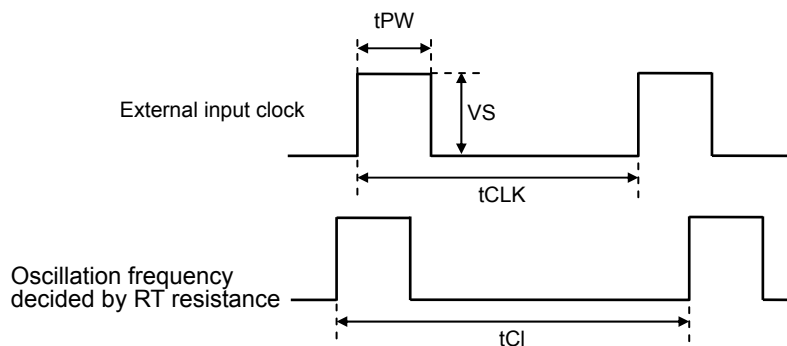 tPW
External input clock
VS
tCLK
Oscillation frequency
decided by RT resistance
tCl